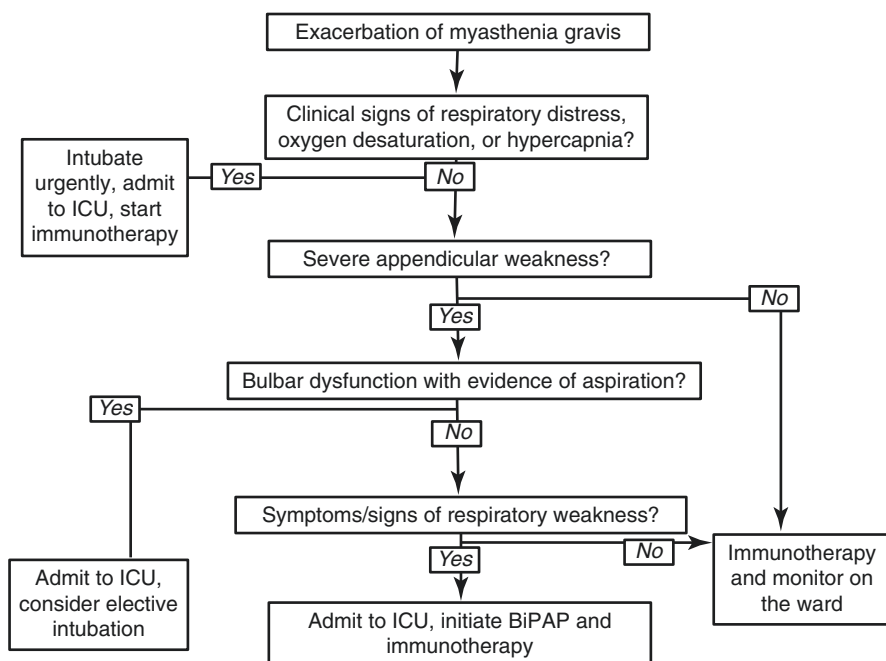 Exacerbation of myasthenia gravis
Clinical signs of respiratory distress,
oxygen desaturation, or hypercapnia?
Intubate
urgently, admit
to ICU, start
immunotherapy
Yes
No
Severe appendicular weakness?
No
Yes
Bulbar dysfunction with evidence of aspiration?
Yes
No
Symptoms/signs of respiratory weakness?
No
Yes
Immunotherapy
and monitor on
the ward
Admit to ICU,
consider elective
intubation
Admit to ICU, initiate BiPAP and
immunotherapy